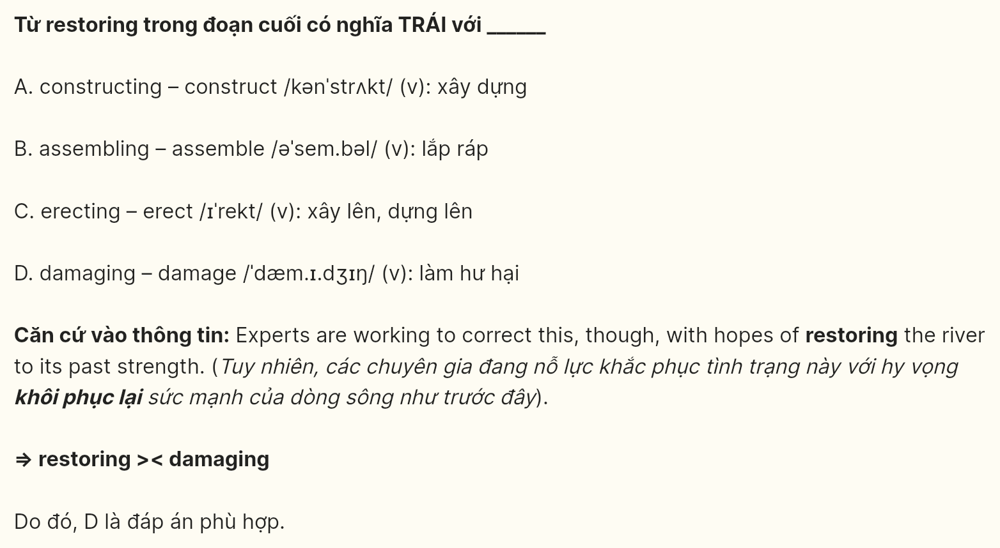 Từ restoring trong đoạn cuối có nghĩa TRÁI với ______
A. constructing – construct /kənˈstrʌkt/ (v): xây dựng
B. assembling – assemble /əˈsem.bəl/ (v): lắp ráp
C. erecting – erect /ɪˈrekt/ (v): xây lên, dựng lên
D. damaging – damage /ˈdæm.ɪ.dʒɪŋ/ (v): làm hư hại
Căn cứ vào thông tin: Experts are working to correct this, though, with hopes of restoring the river
to its past strength. (Tuy nhiên, các chuyên gia đang nỗ lực khắc phục tình trạng này với hy vọng
khôi phục lại sức mạnh của dòng sông như trước đây).
⇒ restoring >< damaging
Do đó, D là đáp án phù hợp.